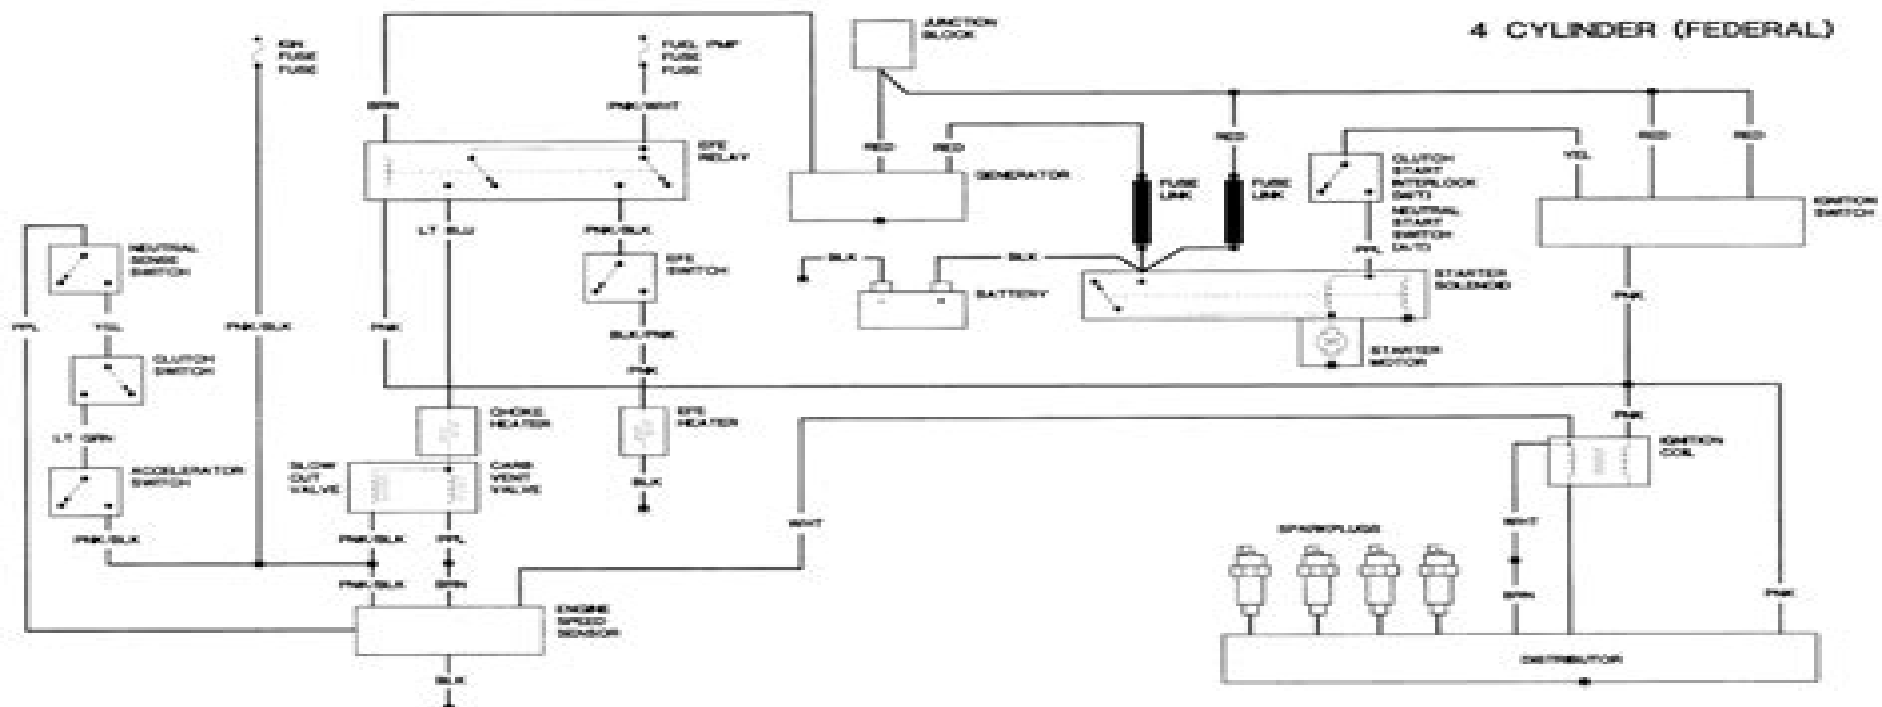 4 CYLINDER (FEDERAL)
JUNCTION
BLOCK
IGN
FUSE
FUSE
FUEL PMP
FUSE
FUSE
BRN
PNK/WHT
EFE
RELAY
RED
RED
GENERATOR
RED
FUSE
LINK
FUSE
LINK
CLUTCH
START
INTERLOCK
(M/T)
NEUTRAL
START
SWITCH
(A/T)
YEL
RED
RED
IGNITION
SWITCH
LT BLU
PNK/BLK
EFE
SWITCH
NEUTRAL
SENSE
SWITCH
BLK
BLK
BATTERY
PPL
STARTER
SOLENOID
PNK
PPL
YEL
PNK/BLK
PNK
BLK/PNK
PNK
STARTER
MOTOR
CLUTCH
SWITCH
LT GRN
CHOKE
HEATER
EFE
HEATER
PNK
IGNITION
COIL
ACCELERATOR
SWITCH
SLOW
CUT
VALVE
CARB
VENT
VALVE
BLK
PNK/BLK
PNK/BLK
PPL
WHT
WHT
SPARKPLUGS
PNK/BLK
BRN
BRN
PNK
ENGINE
SPEED
SENSOR
DISTRIBUTOR
BLK